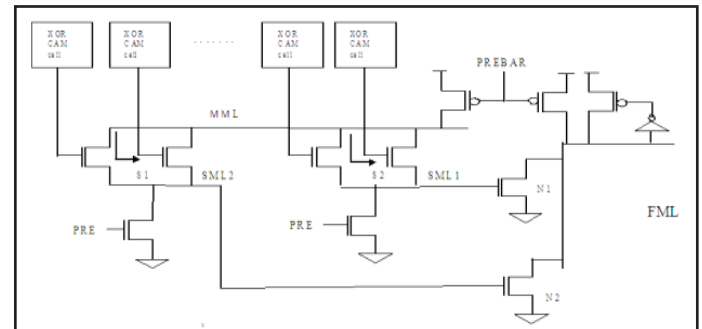 XOR
CAM
cell
XOR
CAM
cell
.......
XOR
CAM
cell
XOR
CAM
cell
PREBAR
MML
S1
SML2
S2
SML1
N1
FML
PRE
PRE
N2